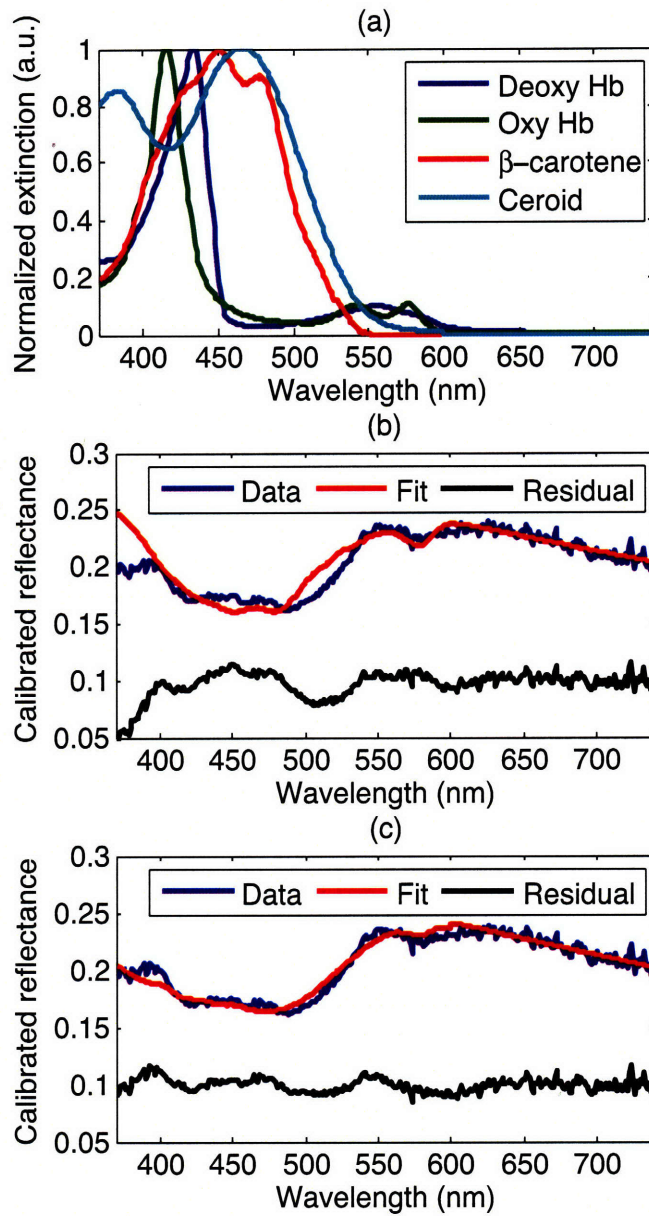 (a)
Normalized extinction (a.u.)
1
0.8
0.6
0.4
0.2
0
Deoxy Hb
Oxy Hb
β−carotene
Ceroid
400 450 500 550 600 650 700
Wavelength (nm)
(b)
Calibrated reflectance
0.3
0.25
0.2
0.15
0.1
0.05
Data Fit Residual
400 450 500 550 600 650 700
Wavelength (nm)
(c)
Calibrated reflectance
0.3
0.25
0.2
0.15
0.1
0.05
Data Fit Residual
400 450 500 550 600 650 700
Wavelength (nm)